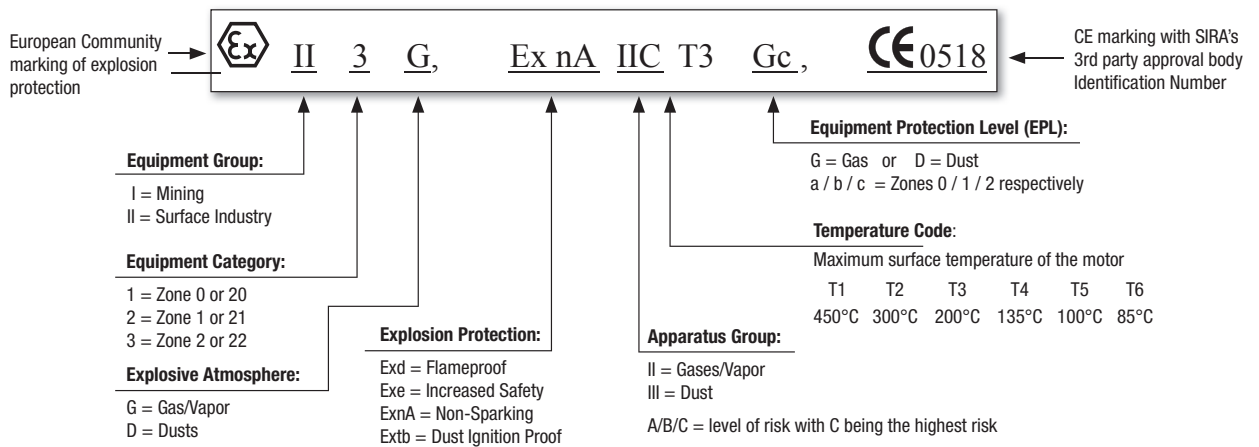 European Community
marking of explosion
protection
Ex II 3 G, Ex nA IIC T3 Gc, CE 0518
CE marking with SIRA's
3rd party approval body
Identification Number
Equipment Group:
I = Mining
II = Surface Industry
Equipment Category:
1 = Zone 0 or 20
2 = Zone 1 or 21
3 = Zone 2 or 22
Explosive Atmosphere:
G = Gas/Vapor
D = Dusts
Explosion Protection:
Exd = Flameproof
Exe = Increased Safety
ExnA = Non-Sparking
Extb = Dust Ignition Proof
Apparatus Group:
II = Gases/Vapor
III = Dust
A/B/C = level of risk with C being the highest risk
Equipment Protection Level (EPL):
G = Gas or D = Dust
a / b / c = Zones 0 / 1 / 2 respectively
Temperature Code:
Maximum surface temperature of the motor
T1 T2 T3 T4 T5 T6
450°C 300°C 200°C 135°C 100°C 85°C